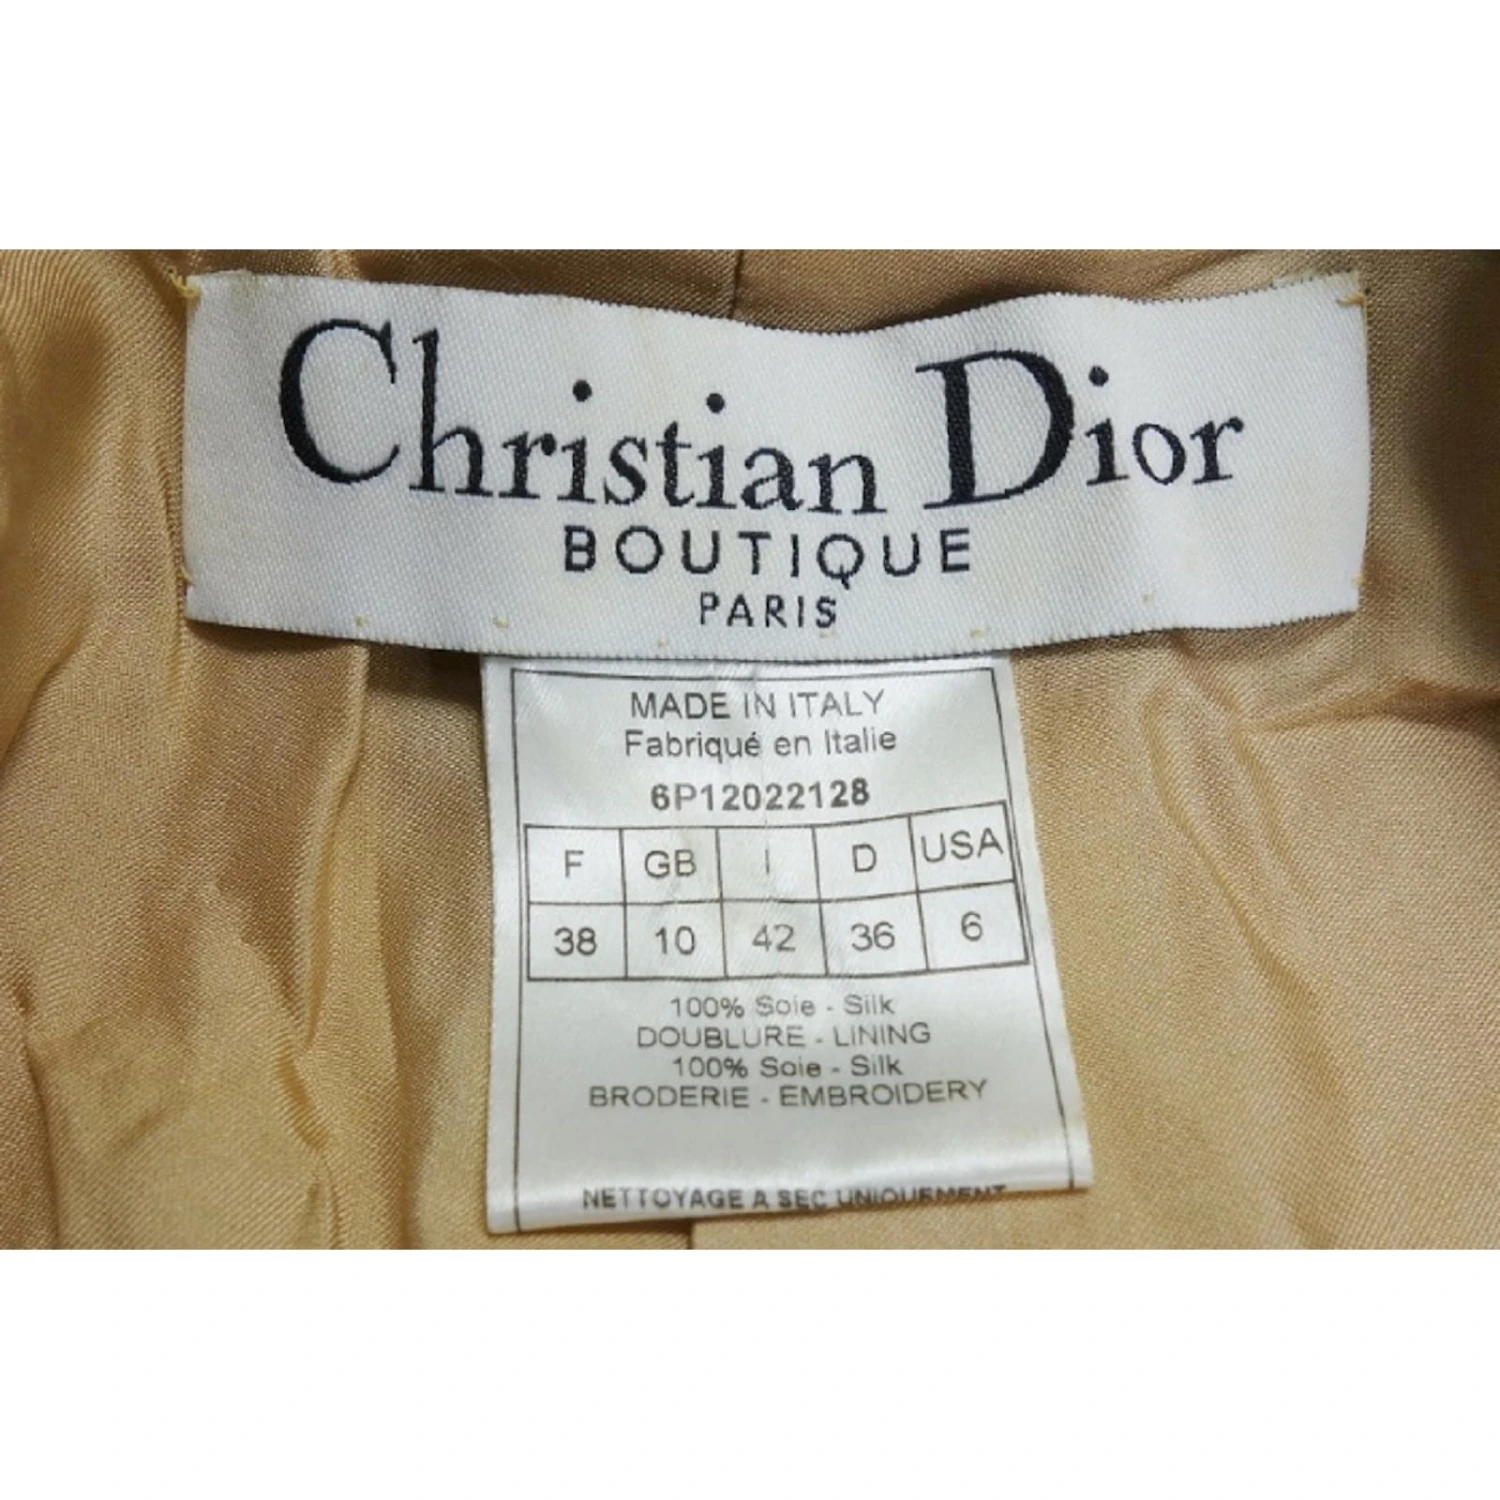 Christian Dior
BOUTIQUE
PARIS
MADE IN ITALY
Fabriqué en Italie
6P12022128
F GB I D USA
38 10 42 36 6
100% Soie - Silk
DOUBLURE - LINING
100% Soie - Silk
BRODERIE - EMBROIDERY
NETTOYAGE A SEC UNIQUEMENT